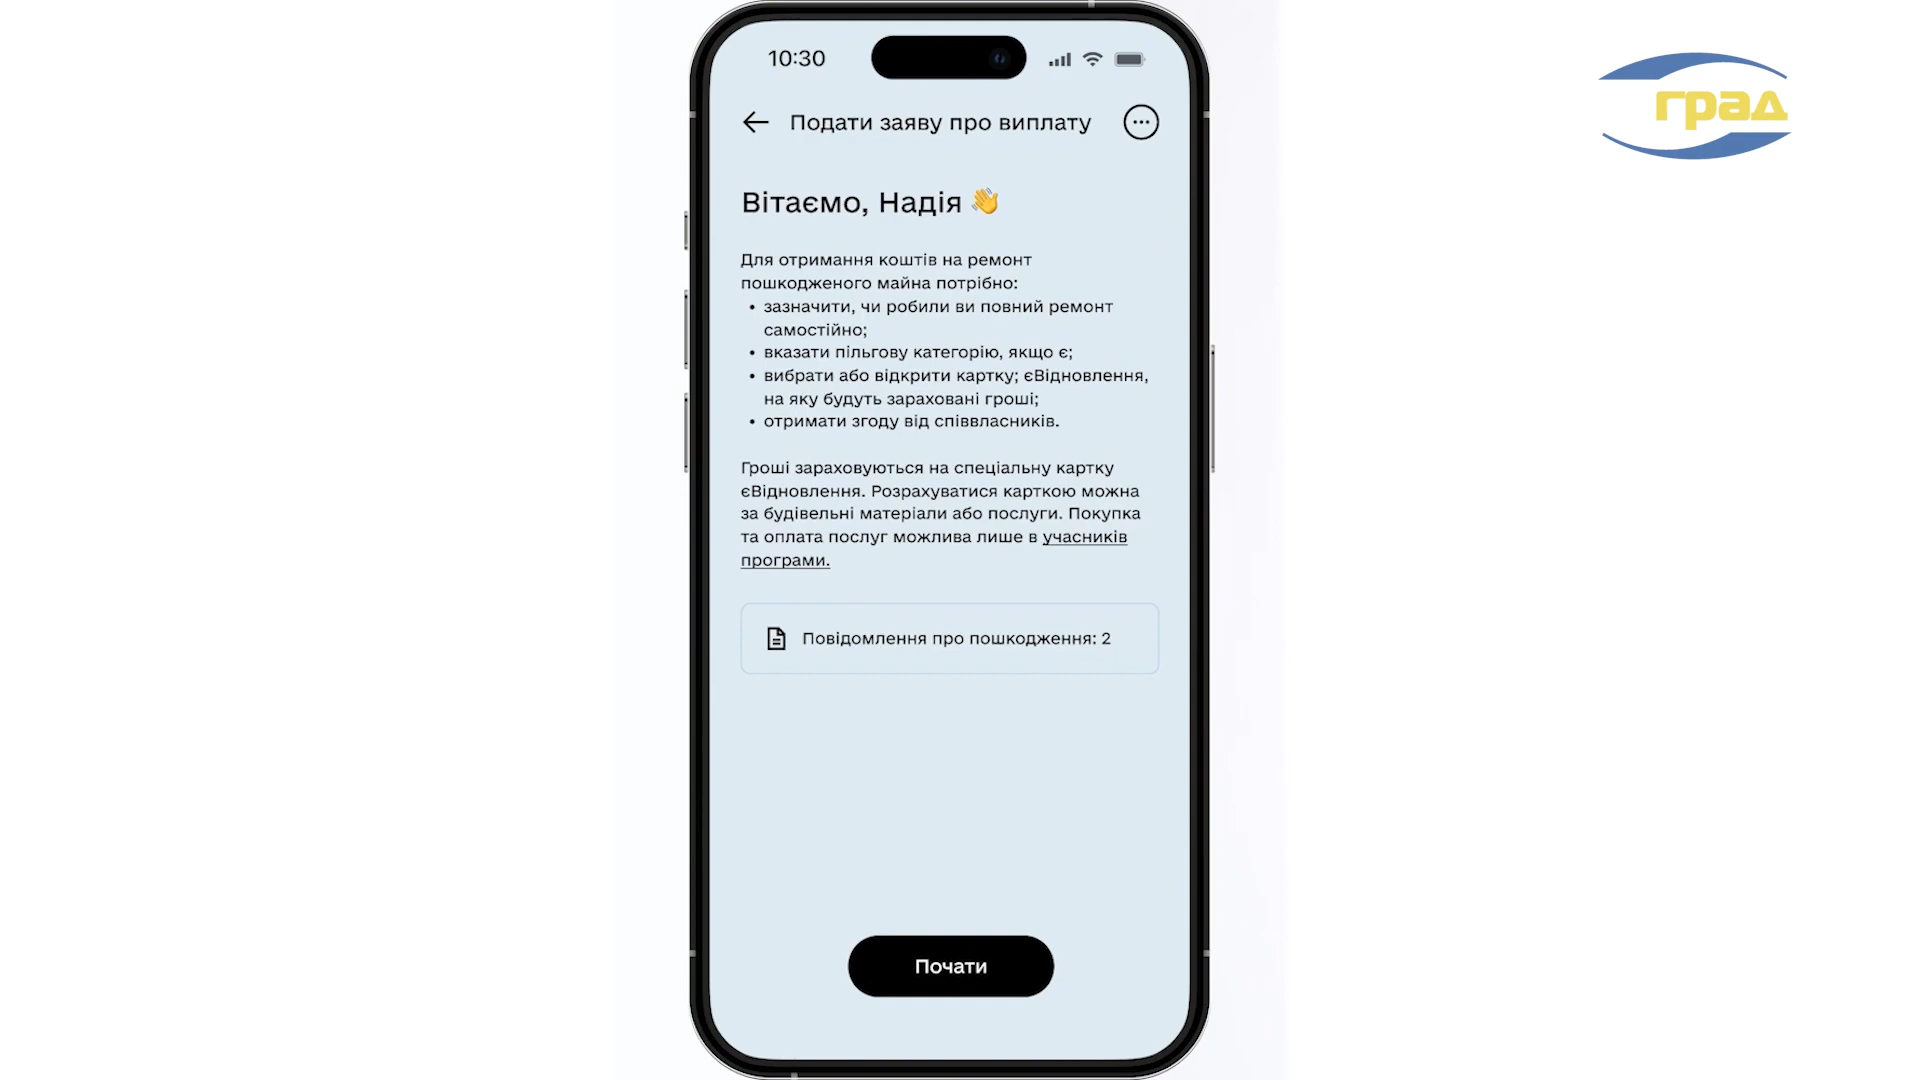 10:30
Подати заяву про виплату
град
Вітаємо, Надія 👋
Для отримання коштів на ремонт
пошкодженого майна потрібно:
• зазначити, чи робили ви повний ремонт
самостійно;
• вказати пільгову категорію, якщо є;
• вибрати або відкрити картку; єВідновлення,
на яку будуть зараховані гроші;
• отримати згоду від співвласників.
Гроші зараховуються на спеціальну картку
єВідновлення. Розрахуватися карткою можна
за будівельні матеріали або послуги. Покупка
та оплата послуг можлива лише в учасників
програми.
Повідомлення про пошкодження: 2
Почати